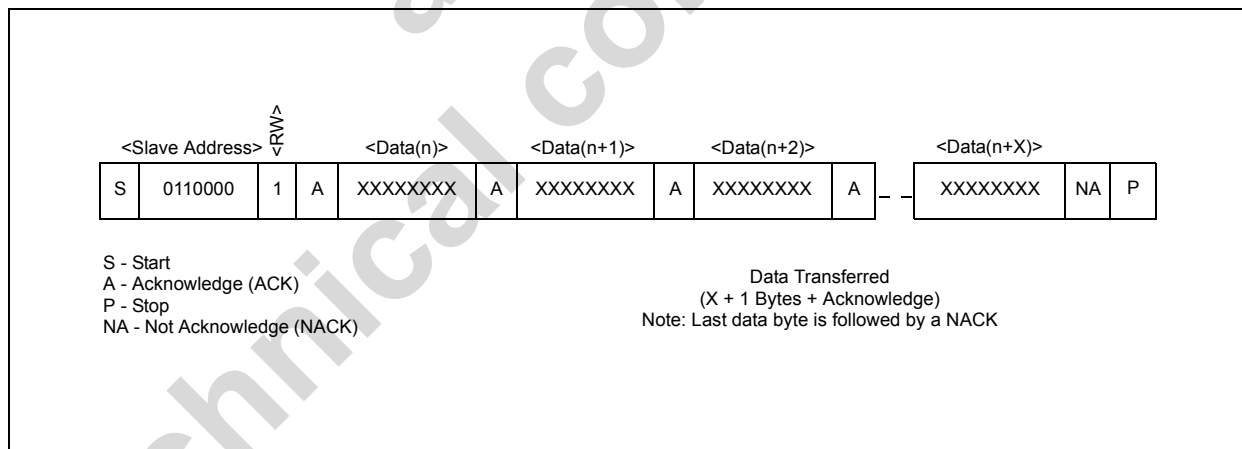 <Slave Address> <RW> <Data(n)> <Data(n+1)> <Data(n+2)> <Data(n+X)>
S 0110000 1 A XXXXXXXX A XXXXXXXX A XXXXXXXX A XXXXXXXX NA P
S - Start
A - Acknowledge (ACK)
P - Stop
NA - Not Acknowledge (NACK)
Data Transferred
(X + 1 Bytes + Acknowledge)
Note: Last data byte is followed by a NACK